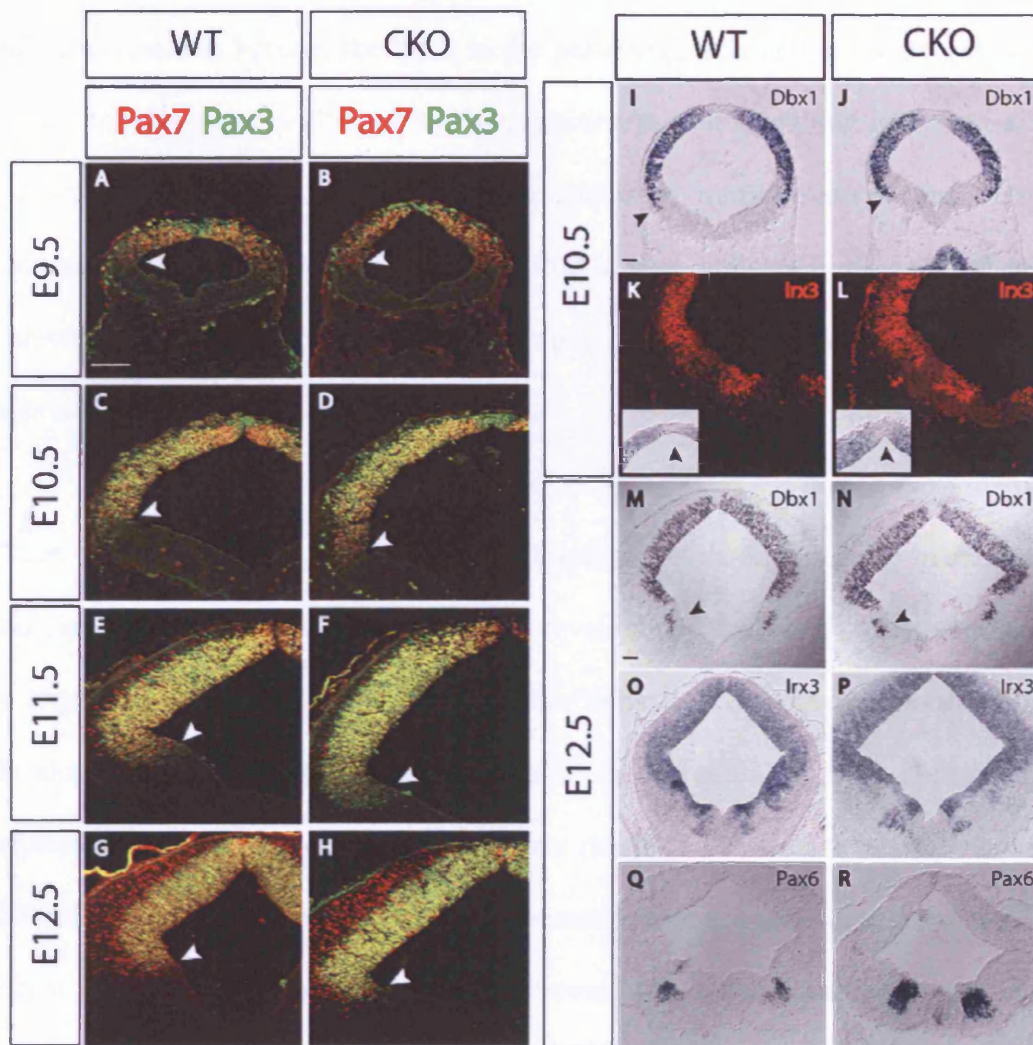 WT CKO
Pax7 Pax3 Pax7 Pax3
E9.5
A B
E10.5
C D
E11.5
E F
E12.5
G H
WT CKO
E10.5
I Dbx1 J Dbx1
K Irx3 L Irx3
E12.5
M Dbx1 N Dbx1
O Irx3 P Irx3
Q Pax6 R Pax6